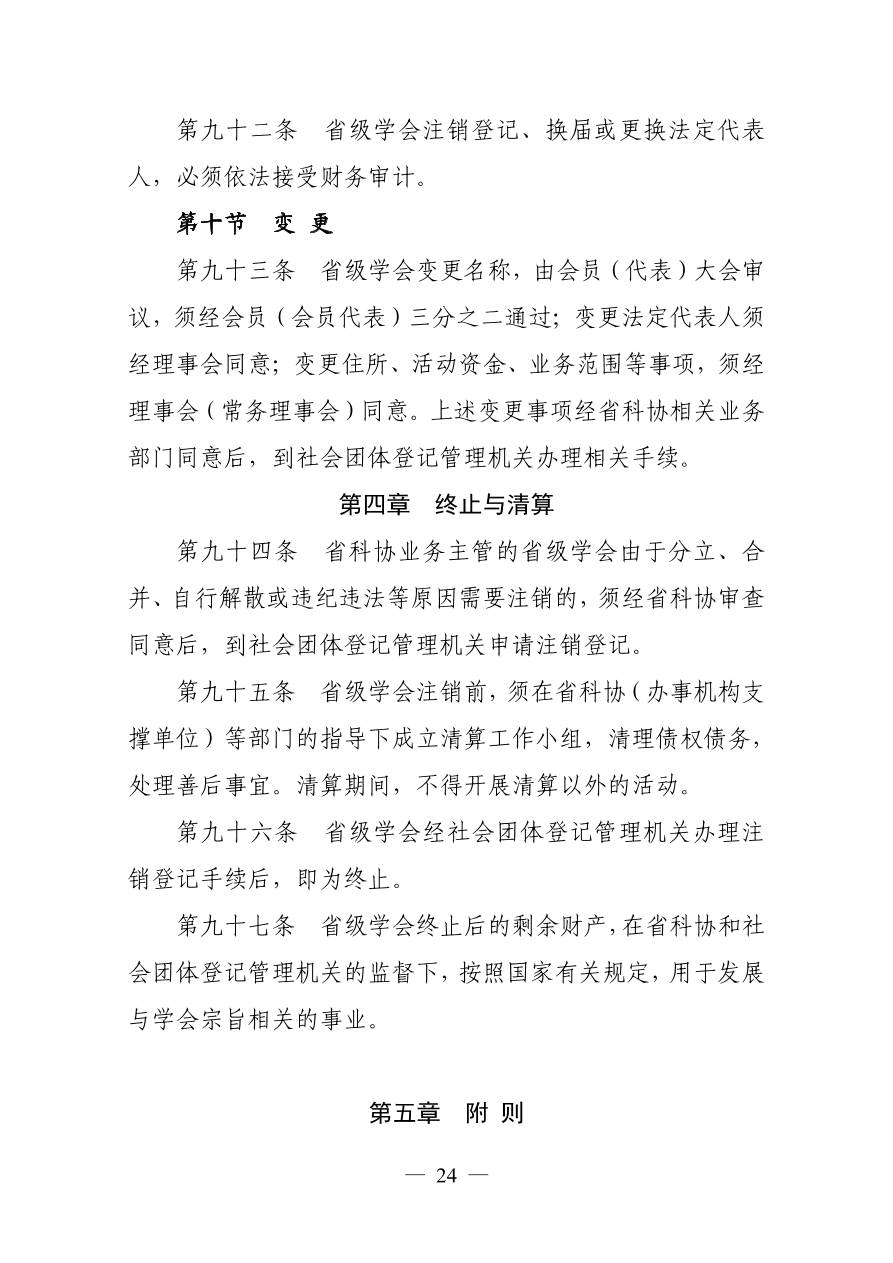 第九十二条　省级学会注销登记、换届或更换法定代表
人，必须依法接受财务审计。
第十节　变 更
第九十三条　省级学会变更名称，由会员（代表）大会审
议，须经会员（会员代表）三分之二通过；变更法定代表人须
经理事会同意；变更住所、活动资金、业务范围等事项，须经
理事会（常务理事会）同意。上述变更事项经省科协相关业务
部门同意后，到社会团体登记管理机关办理相关手续。
第四章　终止与清算
第九十四条　省科协业务主管的省级学会由于分立、合
并、自行解散或违纪违法等原因需要注销的，须经省科协审查
同意后，到社会团体登记管理机关申请注销登记。
第九十五条　省级学会注销前，须在省科协（办事机构支
撑单位）等部门的指导下成立清算工作小组，清理债权债务，
处理善后事宜。清算期间，不得开展清算以外的活动。
第九十六条　省级学会经社会团体登记管理机关办理注
销登记手续后，即为终止。
第九十七条　省级学会终止后的剩余财产，在省科协和社
会团体登记管理机关的监督下，按照国家有关规定，用于发展
与学会宗旨相关的事业。
第五章　附 则
— 24 —